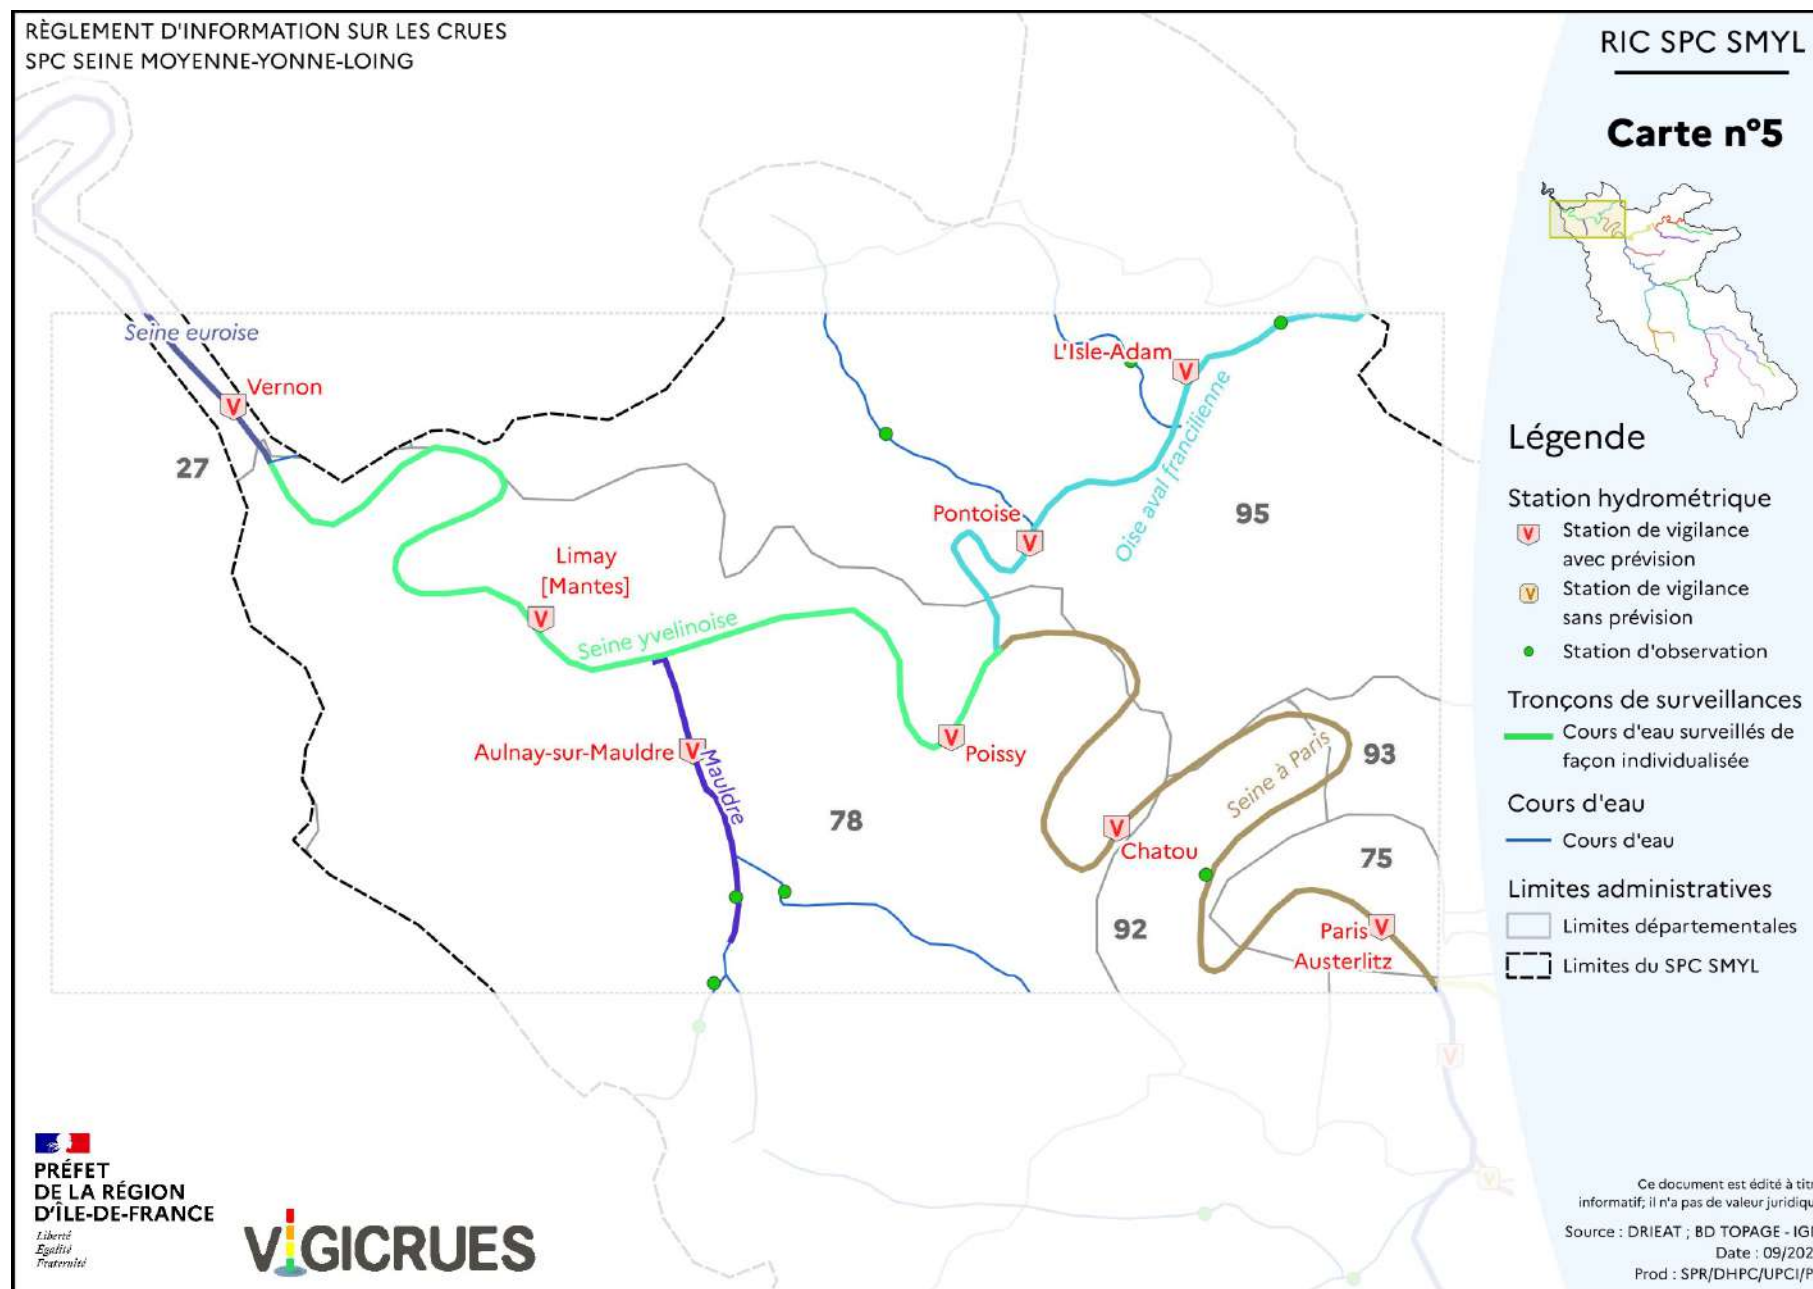 RÈGLEMENT D'INFORMATION SUR LES CRUES
SPC SEINE MOYENNE-YONNE-LOING
RIC SPC SMYL
Carte n°5
Seine euroise
Vernon
27
L'Isle-Adam
Oise aval francilienne
95
Pontoise
Limay
[Mantes]
Seine yvelinoise
Aulnay-sur-Mauldre
Mauldre
Poissy
78
Seine à Paris
93
Chatou
75
92
Paris
Austerlitz
Légende
Station hydrométrique
V Station de vigilance
avec prévision
V Station de vigilance
sans prévision
Station d'observation
Tronçons de surveillances
Cours d'eau surveillés de
façon individualisée
Cours d'eau
Cours d'eau
Limites administratives
Limites départementales
Limites du SPC SMYL
PRÉFET
DE LA RÉGION
D'ÎLE-DE-FRANCE
Liberté
Égalité
Fraternité
VIGICRUES
Ce document est édité à tit
informatif; il n'a pas de valeur juridiqu
Source : DRIEAT ; BD TOPAGE - IG
Date : 09/202
Prod : SPR/DHPC/UPCI/P